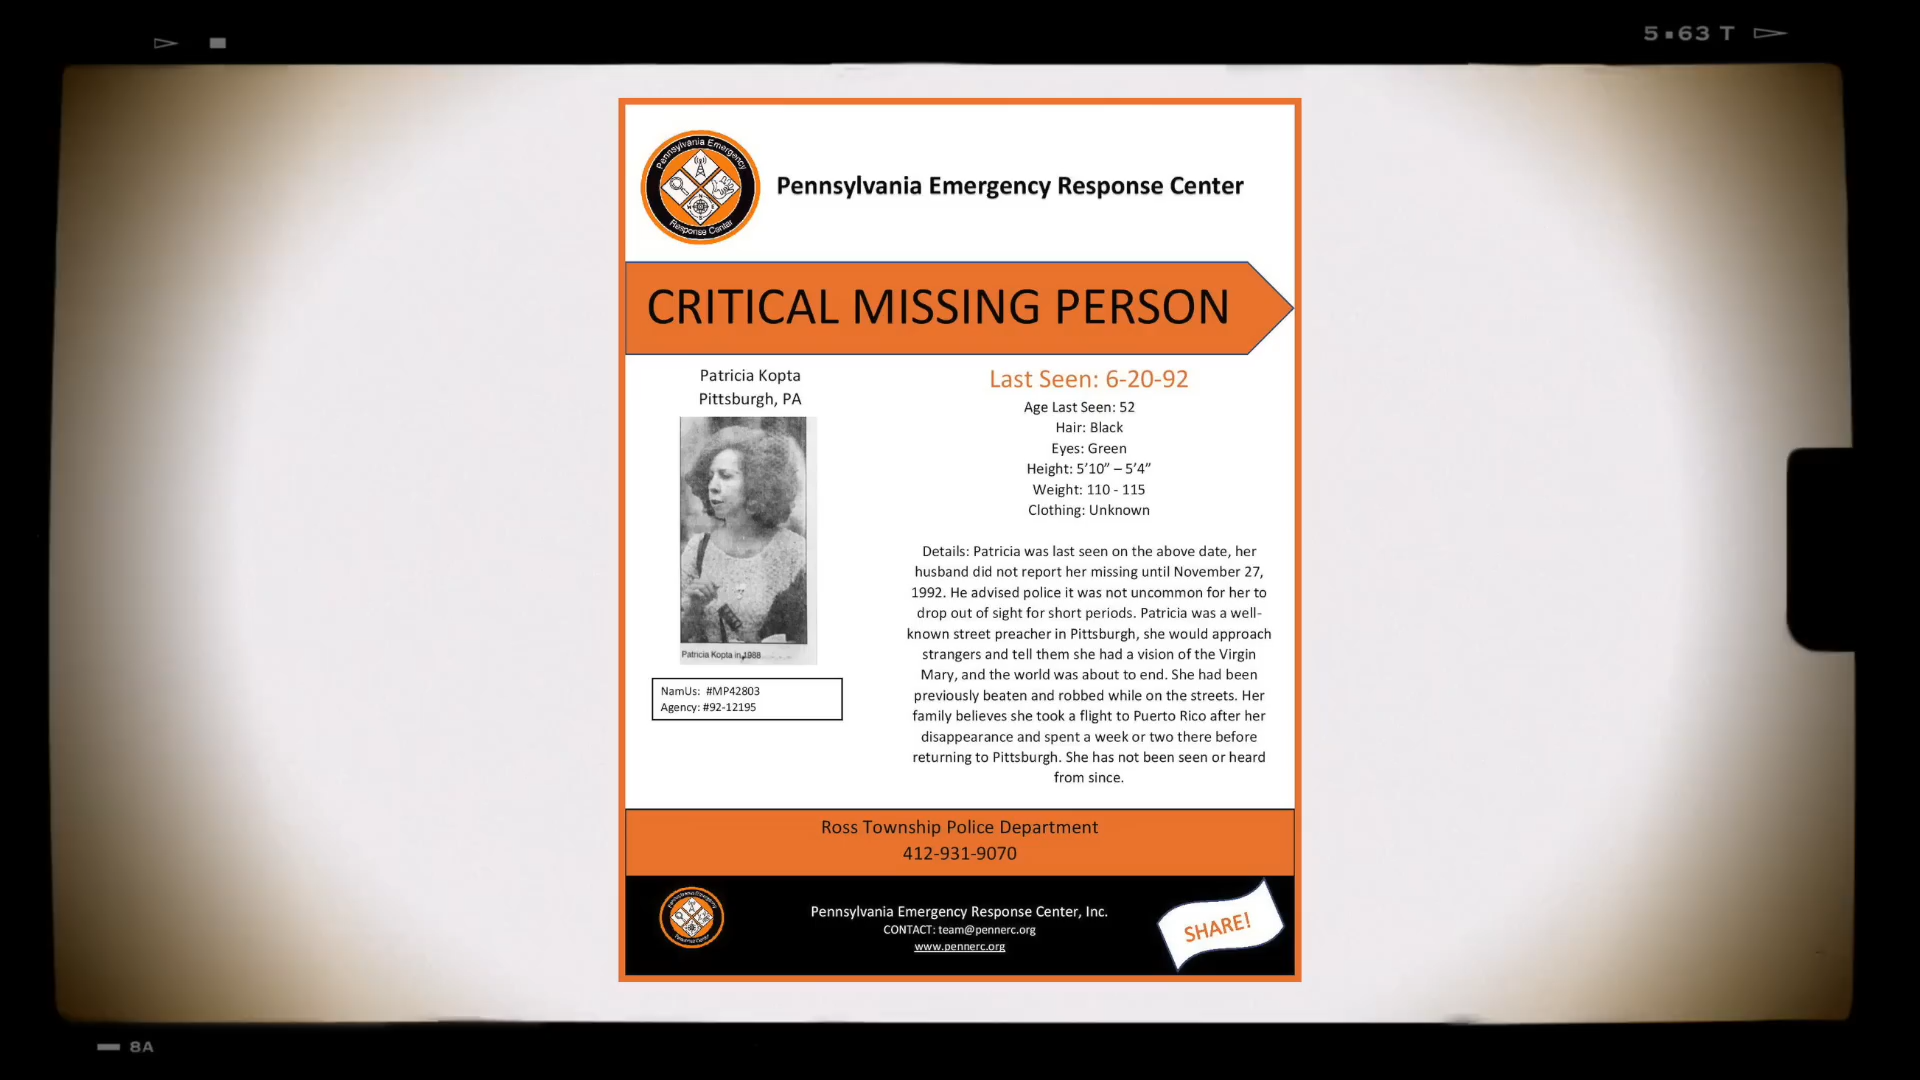 5▪63 T
Pennsylvania Emergency
Response Center
Pennsylvania Emergency Response Center
CRITICAL MISSING PERSON
Patricia Kopta
Pittsburgh, PA
Patricia Kopta in 1988
NamUs: #MP42803
Agency: #92-12195
Last Seen: 6-20-92
Age Last Seen: 52
Hair: Black
Eyes: Green
Height: 5’10” – 5’4”
Weight: 110 - 115
Clothing: Unknown
Details: Patricia was last seen on the above date, her
husband did not report her missing until November 27,
1992. He advised police it was not uncommon for her to
drop out of sight for short periods. Patricia was a well-
known street preacher in Pittsburgh, she would approach
strangers and tell them she had a vision of the Virgin
Mary, and the world was about to end. She had been
previously beaten and robbed while on the streets. Her
family believes she took a flight to Puerto Rico after her
disappearance and spent a week or two there before
returning to Pittsburgh. She has not been seen or heard
from since.
Ross Township Police Department
412-931-9070
Pennsylvania Emergency Response Center, Inc.
CONTACT: team@pennerc.org
www.pennerc.org
SHARE!
8A